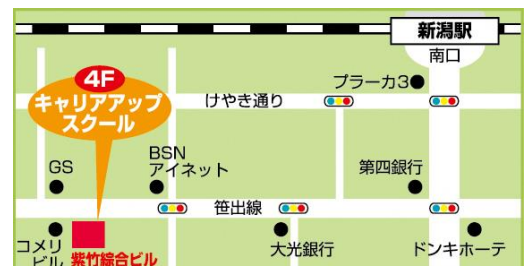 新潟駅
南口
プラーカ3
4F
キャリアアップ
スクール
けやき通り
GS
BSN
アイネット
第四銀行
笹出線
コメリ
ビル
紫竹綜合ビル
大光銀行
ドンキホーテ